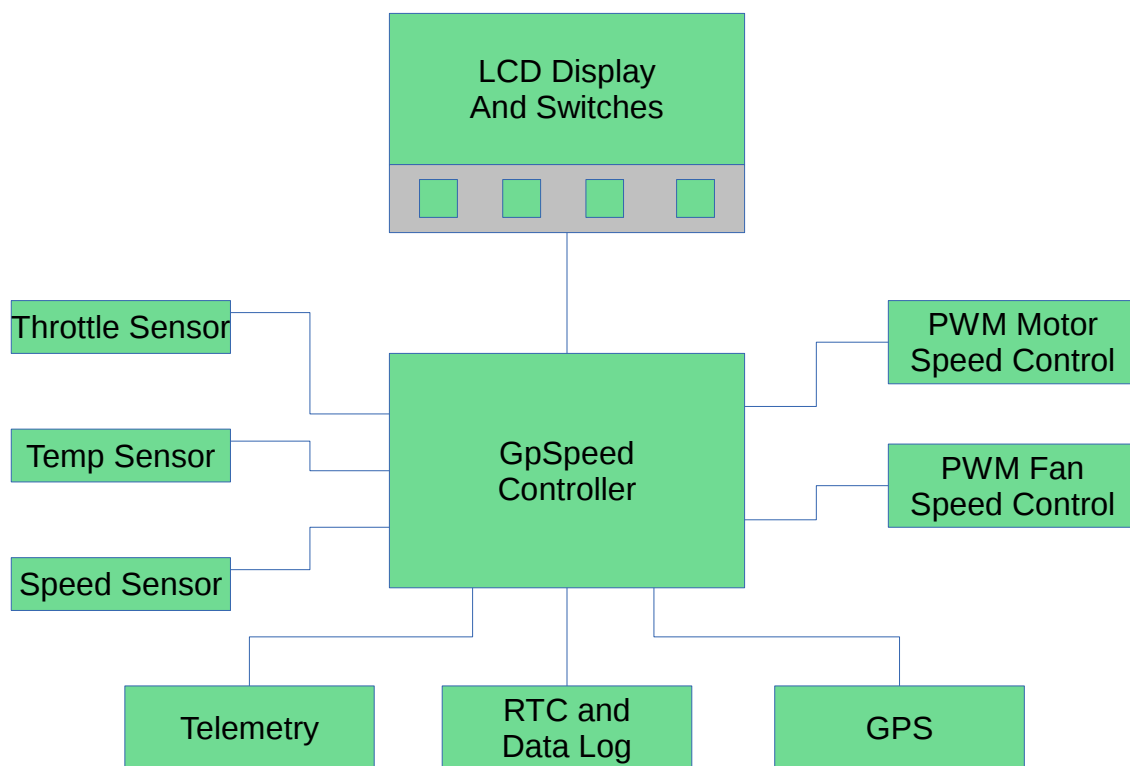 LCD Display
And Switches
Throttle Sensor
PWM Motor
Speed Control
Temp Sensor
GpSpeed
Controller
PWM Fan
Speed Control
Speed Sensor
Telemetry
RTC and
Data Log
GPS